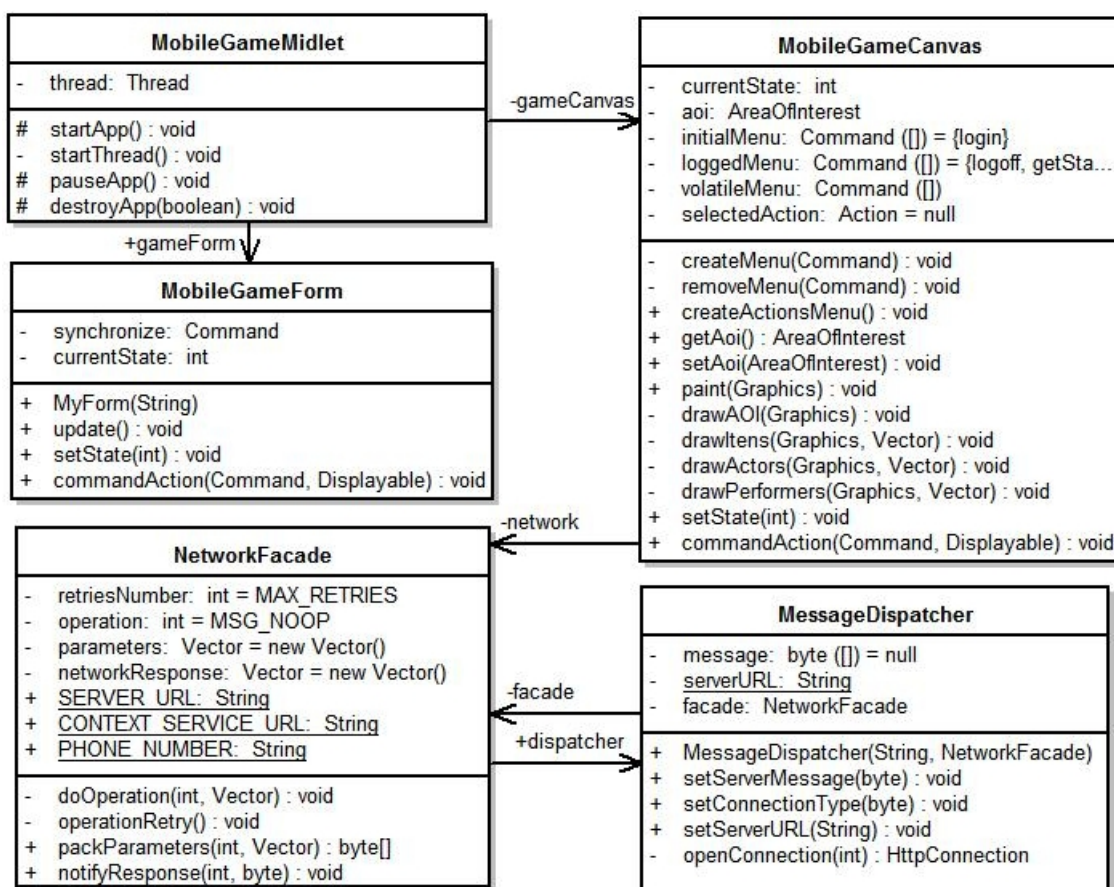 MobileGameMidlet
- thread: Thread
# startApp() : void
- startThread() : void
# pauseApp() : void
# destroyApp(boolean) : void
-gameCanvas
+gameForm
MobileGameCanvas
- currentState: int
- aoi: AreaOfInterest
- initialMenu: Command ([]) = {login}
- loggedMenu: Command ([]) = {logoff, getSta...
- volatileMenu: Command ([])
- selectedAction: Action = null
- createMenu(Command) : void
- removeMenu(Command) : void
+ createActionsMenu() : void
+ getAoi() : AreaOfInterest
+ setAoi(AreaOfInterest) : void
+ paint(Graphics) : void
- drawAOI(Graphics) : void
- drawItens(Graphics, Vector) : void
- drawActors(Graphics, Vector) : void
- drawPerformers(Graphics, Vector) : void
+ setState(int) : void
+ commandAction(Command, Displayable) : void
MobileGameForm
- synchronize: Command
- currentState: int
+ MyForm(String)
+ update() : void
+ setState(int) : void
+ commandAction(Command, Displayable) : void
-network
NetworkFacade
- retriesNumber: int = MAX_RETRIES
- operation: int = MSG_NOOP
- parameters: Vector = new Vector()
- networkResponse: Vector = new Vector()
+ SERVER_URL: String
+ CONTEXT_SERVICE_URL: String
+ PHONE_NUMBER: String
- doOperation(int, Vector) : void
- operationRetry() : void
+ packParameters(int, Vector) : byte[]
+ notifyResponse(int, byte) : void
-facade
+dispatcher
MessageDispatcher
- message: byte ([]) = null
- serverURL: String
- facade: NetworkFacade
+ MessageDispatcher(String, NetworkFacade)
+ setServerMessage(byte) : void
+ setConnectionType(byte) : void
+ setServerURL(String) : void
- openConnection(int) : HttpConnection